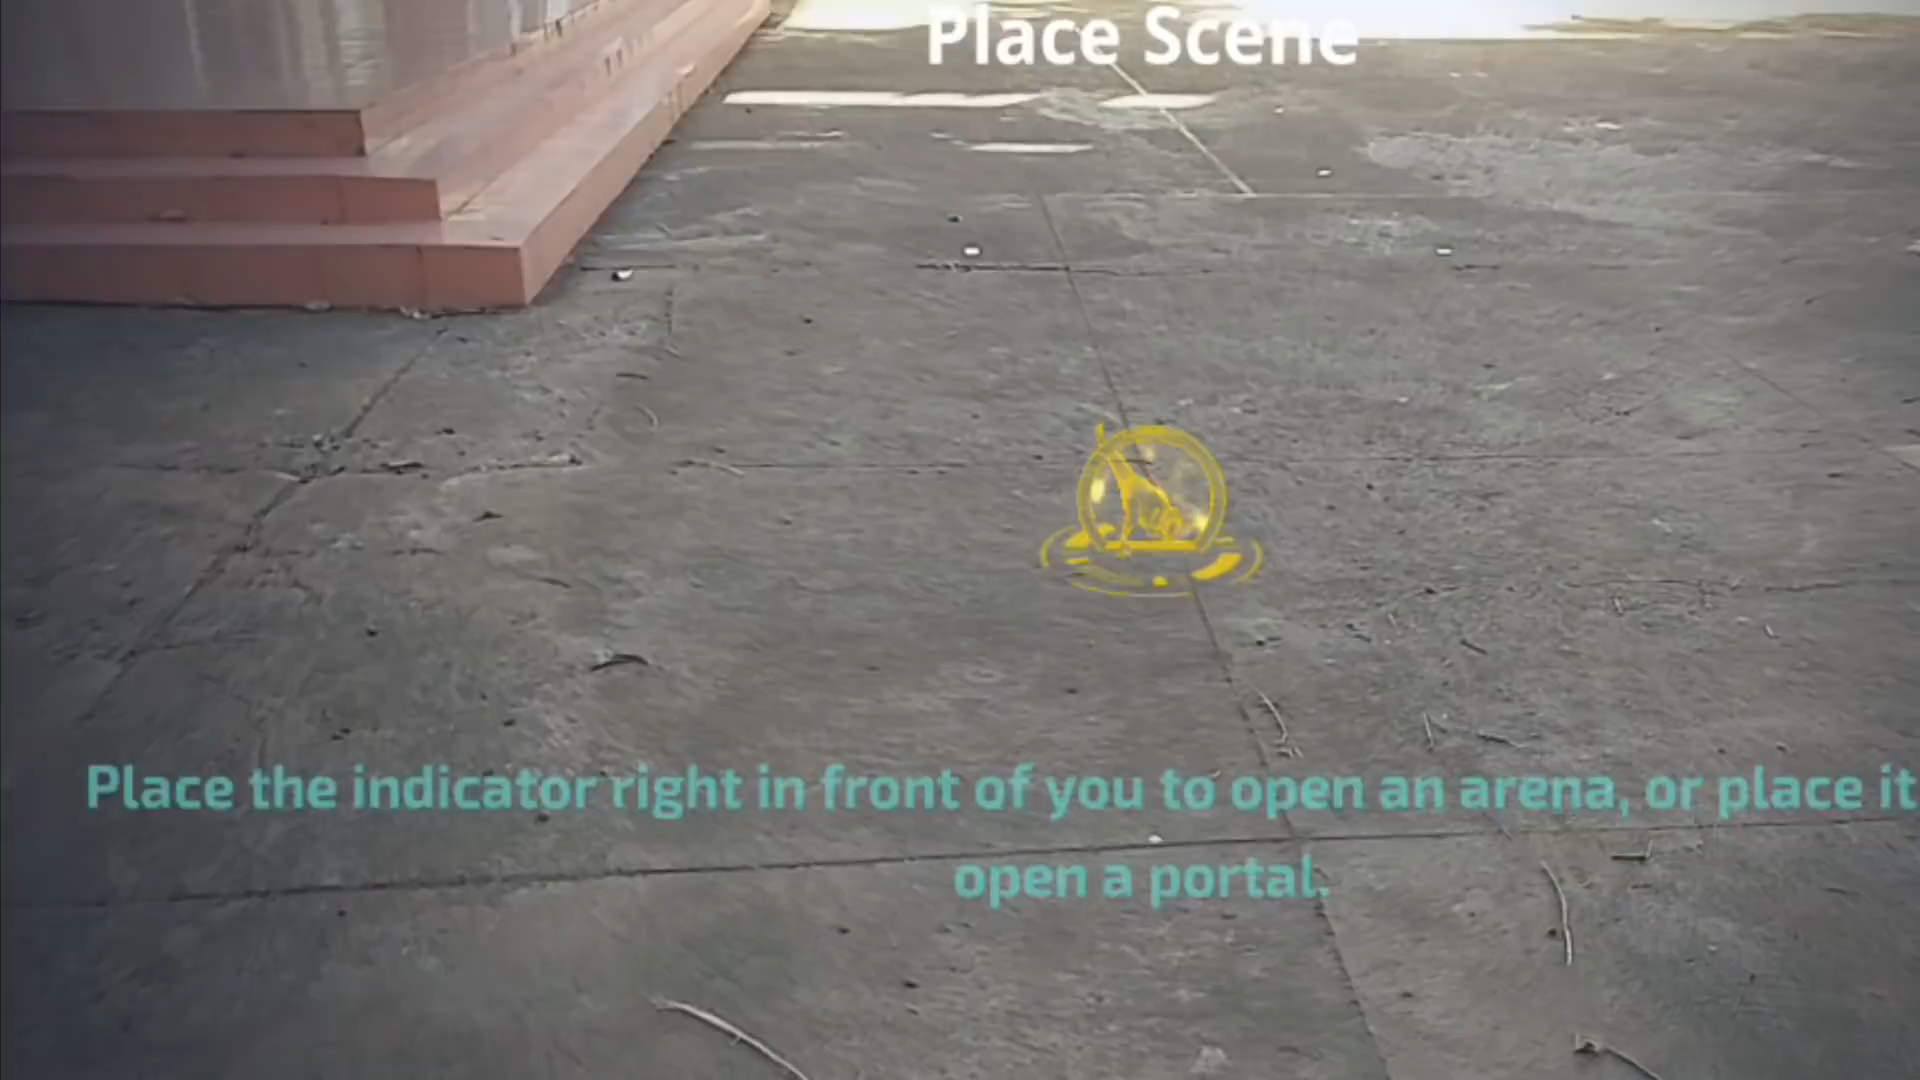 Place Scene
Place the indicator right in front of you to open an arena, or place it
open a portal.